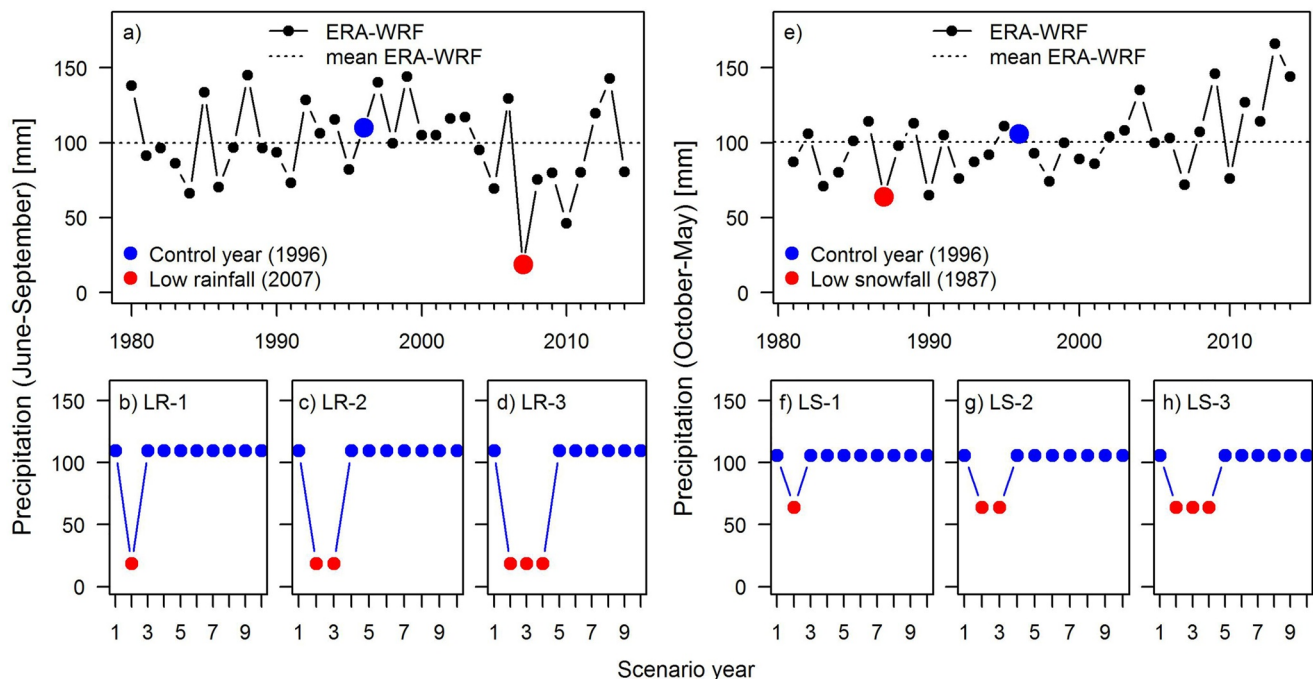 a)
ERA-WRF
mean ERA-WRF
150
100
50
0
Control year (1996)
Low rainfall (2007)
1980
1990
2000
2010
Precipitation (June-September) [mm]
b) LR-1
c) LR-2
d) LR-3
150
100
50
0
1 3 5 7 9
1 3 5 7 9
1 3 5 7 9
e)
ERA-WRF
mean ERA-WRF
150
100
50
0
Control year (1996)
Low snowfall (1987)
1980
1990
2000
2010
Precipitation (October-May) [mm]
f) LS-1
g) LS-2
h) LS-3
150
100
50
0
1 3 5 7 9
1 3 5 7 9
1 3 5 7 9
Scenario year